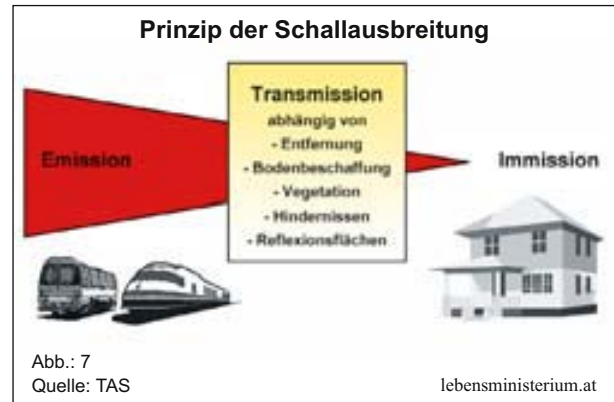 Prinzip der Schallausbreitung
Emission
Transmission
abhängig von
- Entfernung
- Bodenbeschaffung
- Vegetation
- Hindernissen
- Reflexionsflächen
Immission
Abb.: 7
Quelle: TAS
lebensministerium.at